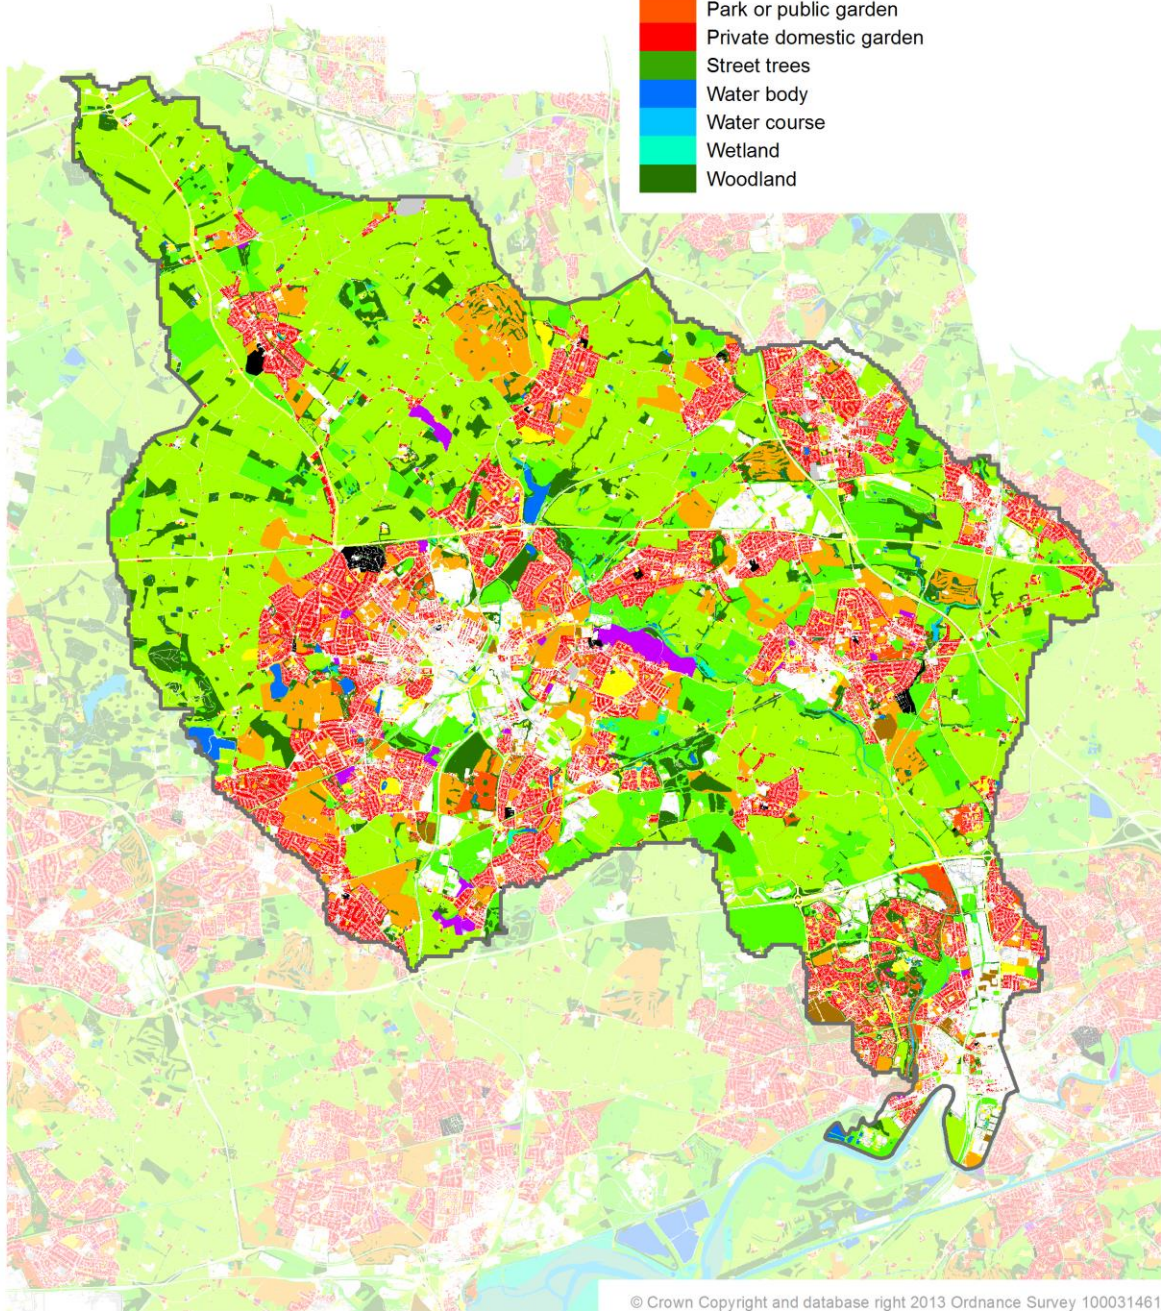 Park or public garden
Private domestic garden
Street trees
Water body
Water course
Wetland
Woodland
© Crown Copyright and database right 2013 Ordnance Survey 100031461